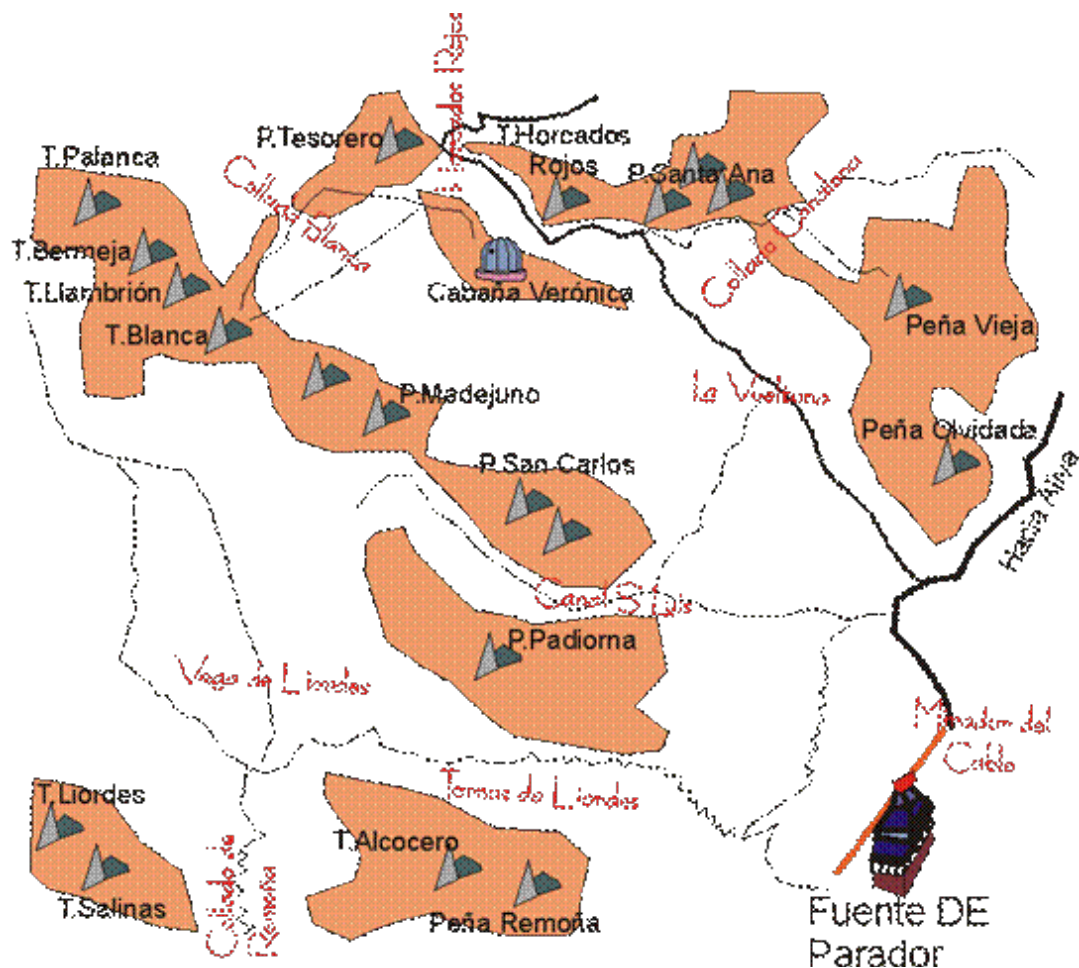 Horcados Rojos
P.Tesorero
T.Horcados
Rojos
T.Palanca
P.Santa Ana
Collado Blanca
Collado Canalona
T.Bermeja
T.Llambrión
Cabaña Verónica
T.Blanca
Peña Vieja
La Vueltona
P.Madejuno
Peña Olvidada
P.San Carlos
Hacia Aliva
Canal S Luis
P.Padiorna
Vega de Liordes
Mirador del
Cable
Tornos de Liordes
T.Liordes
T.Alcocero
Collado de
Remoña
T.Salinas
Peña Remoña
Fuente DE
Parador